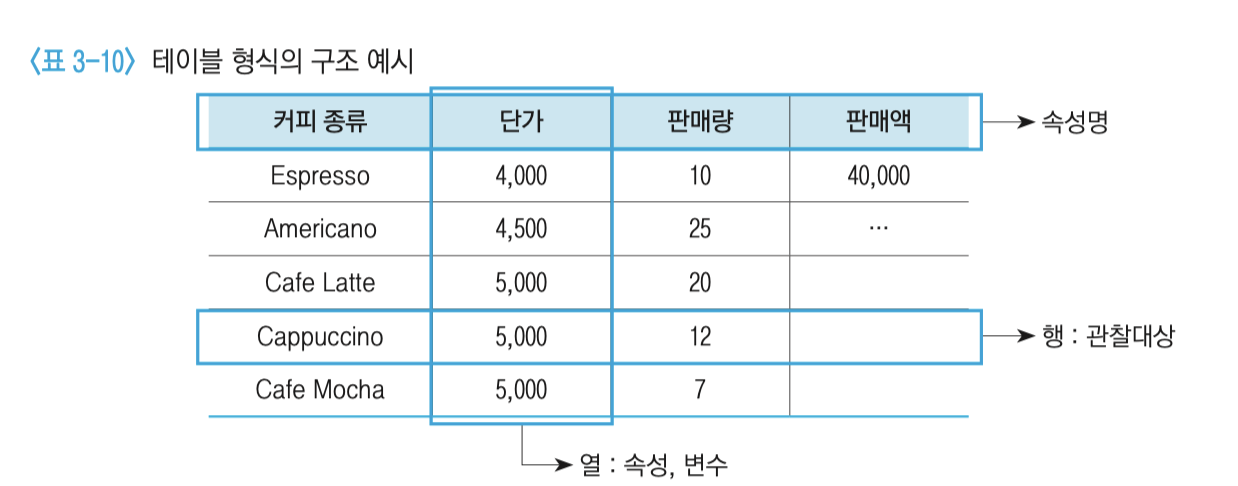 〈표 3-10〉 테이블 형식의 구조 예시
커피 종류 단가 판매량 판매액 속성명
Espresso 4,000 10 40,000
Americano 4,500 25 …
Cafe Latte 5,000 20
Cappuccino 5,000 12 행 : 관찰대상
Cafe Mocha 5,000 7
열 : 속성, 변수